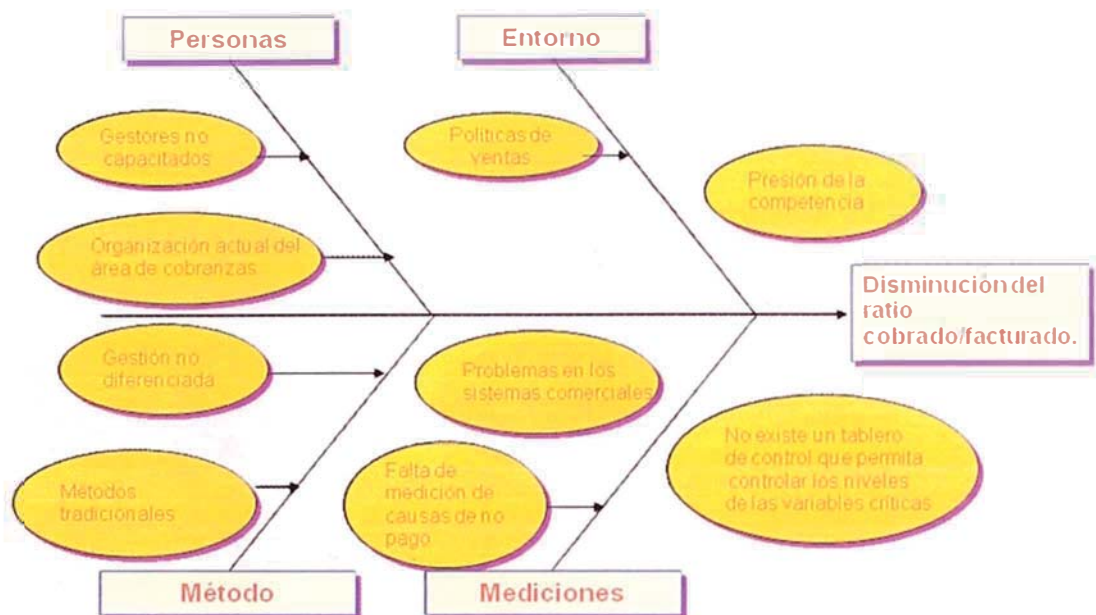 Personas
Entorno
Gestores no
capacitados
Políticas de
ventas
Presión de la
competencia
Organización actual del
área de cobranzas.
Disminución del
ratio
cobrado/facturado.
Gestión no
diferenciada
Problemas en los
sistemas comerciales
No existe un tablero
de control que permita
controlar los niveles
de las variables críticas
Métodos
tradicionales
Falta de
medición de
causas de no
pago
Método
Mediciones